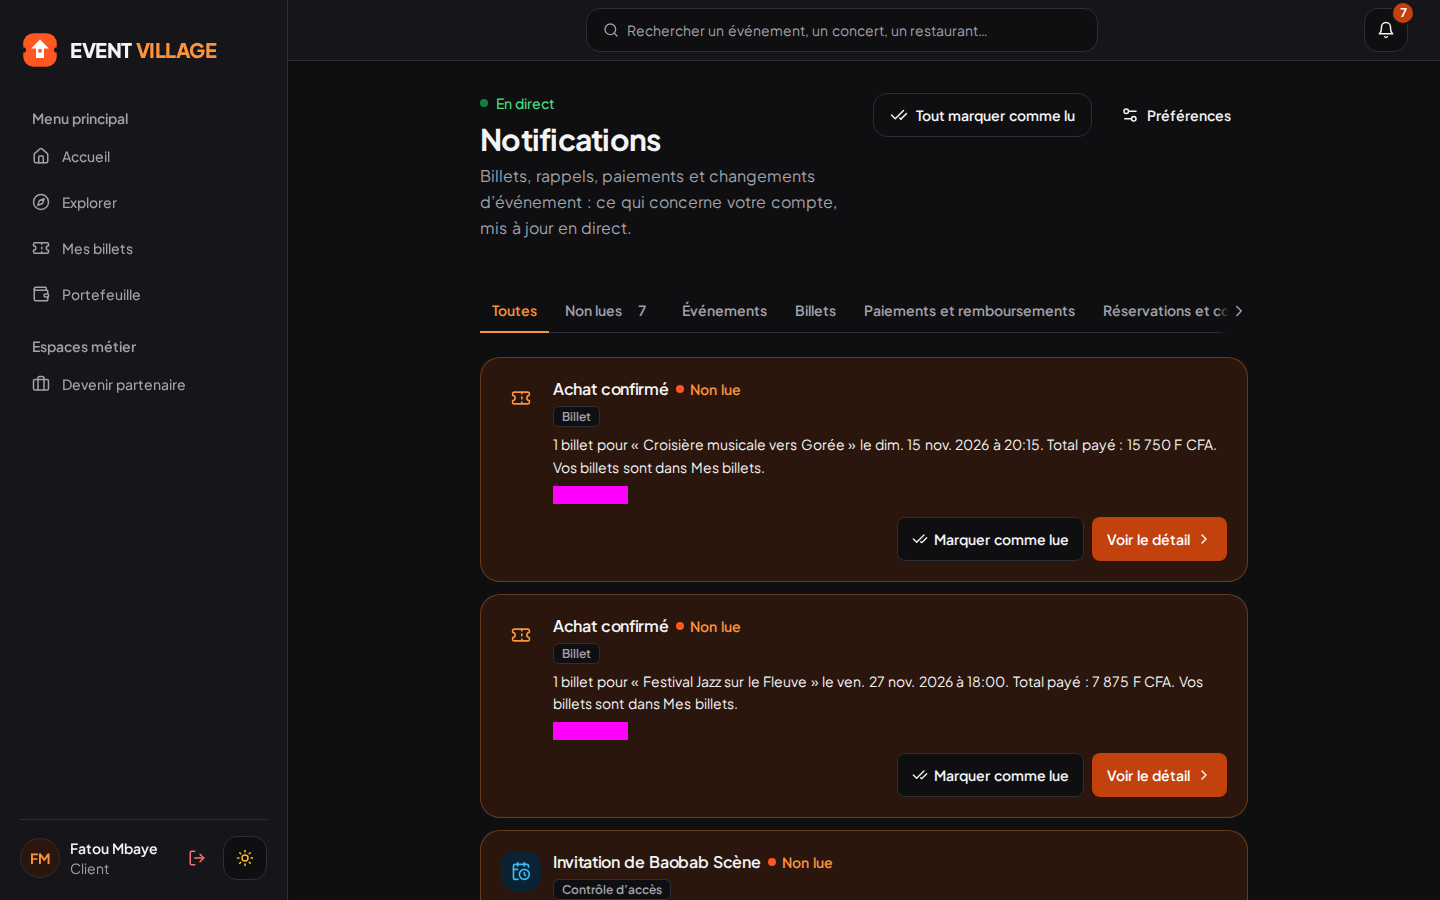 EVENT VILLAGE
Rechercher un événement, un concert, un restaurant…
7
Menu principal
Accueil
Explorer
Mes billets
Portefeuille
Espaces métier
Devenir partenaire
FM
Fatou Mbaye
Client
En direct
Notifications
Billets, rappels, paiements et changements
d’événement : ce qui concerne votre compte,
mis à jour en direct.
Tout marquer comme lu
Préférences
Toutes
Non lues 7
Événements
Billets
Paiements et remboursements
Réservations et
Achat confirmé
Non lue
Billet
1 billet pour « Croisière musicale vers Gorée » le dim. 15 nov. 2026 à 20:15. Total payé : 15 750 F CFA.
Vos billets sont dans Mes billets.
Marquer comme lue
Voir le détail
Achat confirmé
Non lue
Billet
1 billet pour « Festival Jazz sur le Fleuve » le ven. 27 nov. 2026 à 18:00. Total payé : 7 875 F CFA. Vos
billets sont dans Mes billets.
Marquer comme lue
Voir le détail
Invitation de Baobab Scène
Non lue
Contrôle d’accès